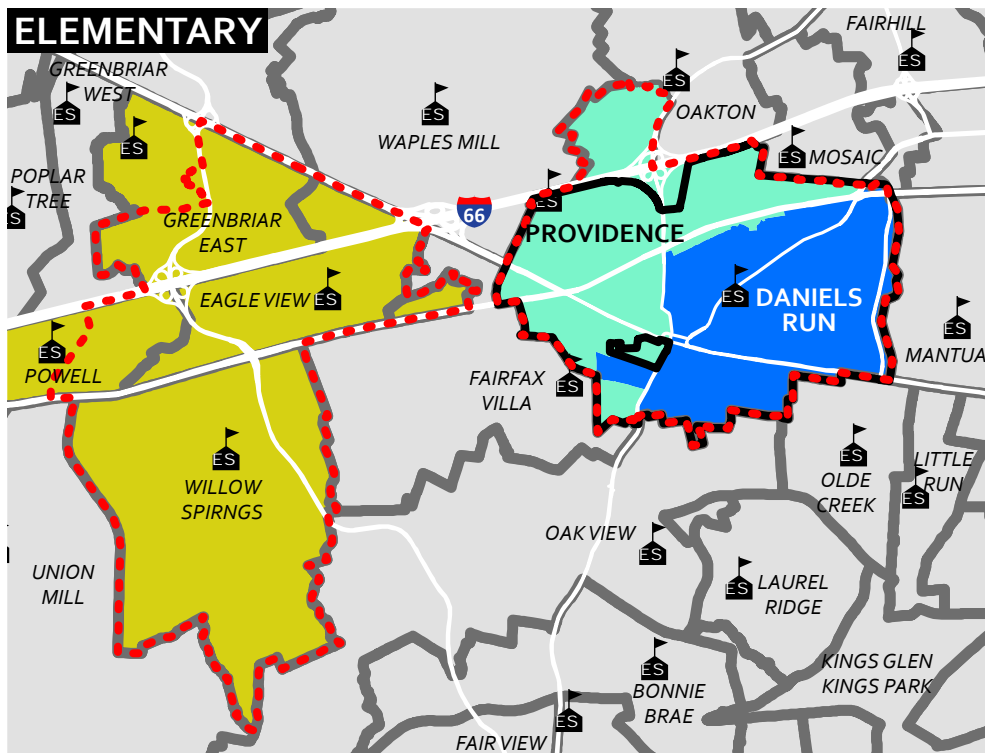 ELEMENTARY
FAIRHILL
GREENBRIAR
WEST
ES
ES
ES
OAKTON
ES
WAPLES MILL
ES
ES
MOSAIC
POPLAR
TREE
ES
ES
66
GREENBRIAR
EAST
PROVIDENCE
EAGLE VIEW
ES
ES
DANIELS
RUN
ES
POWELL
ES
MANTUA
FAIRFAX
VILLA
ES
ES
WILLOW
SPIRNGS
ES
OLDE
CREEK
LITTLE
RUN
ES
OAK VIEW
ES
UNION
MILL
ES
LAUREL
RIDGE
ES
BONNIE
BRAE
KINGS GLEN
KINGS PARK
FAIR VIEW
ES